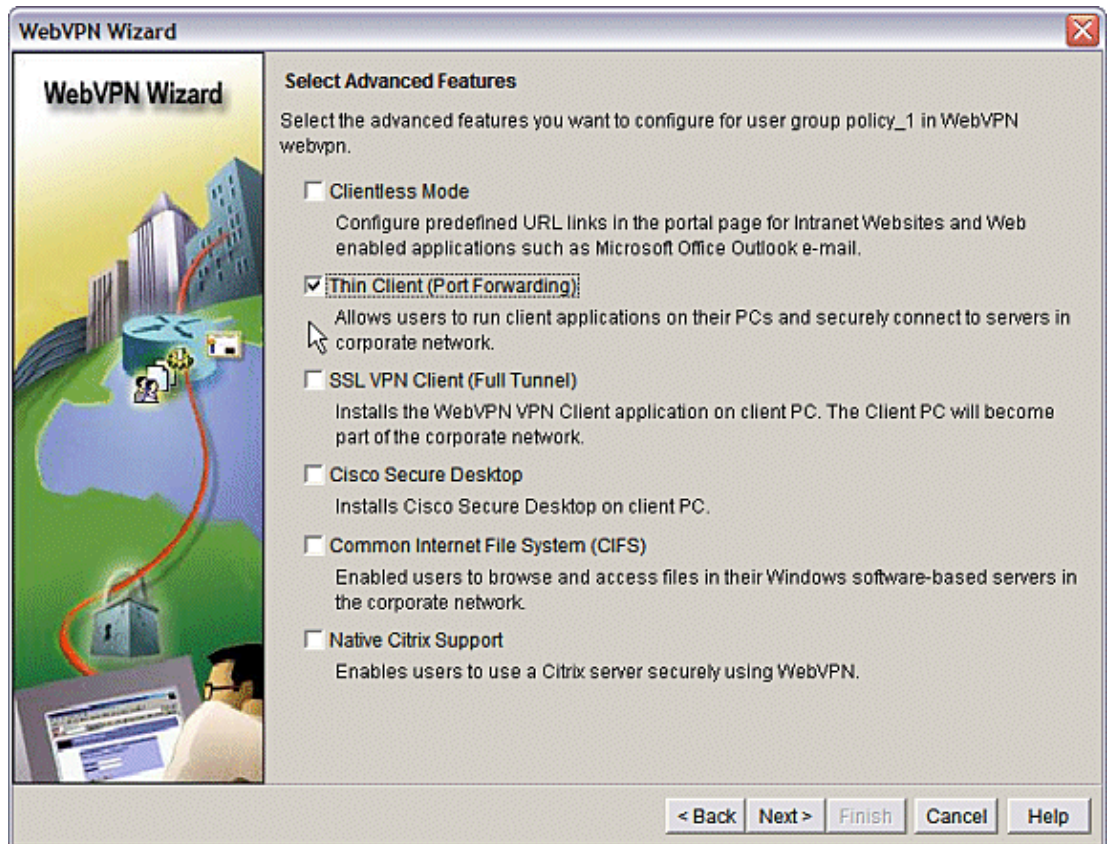 WebVPN Wizard
WebVPN Wizard
Select Advanced Features
Select the advanced features you want to configure for user group policy_1 in WebVPN
webvpn.
Clientless Mode
Configure predefined URL links in the portal page for Intranet Websites and Web
enabled applications such as Microsoft Office Outlook e-mail.
Thin Client (Port Forwarding)
Allows users to run client applications on their PCs and securely connect to servers in
corporate network.
SSL VPN Client (Full Tunnel)
Installs the WebVPN VPN Client application on client PC. The Client PC will become
part of the corporate network.
Cisco Secure Desktop
Installs Cisco Secure Desktop on client PC.
Common Internet File System (CIFS)
Enabled users to browse and access files in their Windows software-based servers in
the corporate network.
Native Citrix Support
Enables users to use a Citrix server securely using WebVPN.
< Back Next > Finish Cancel Help